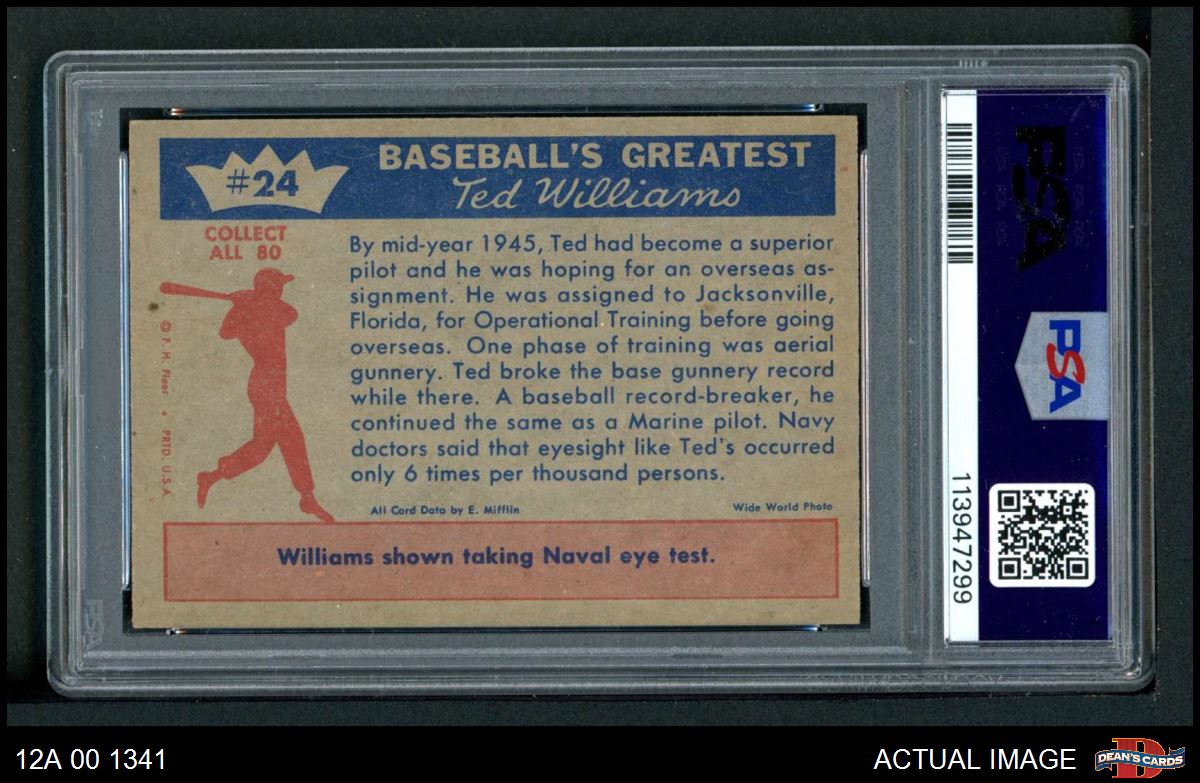 #24
BASEBALL'S GREATEST
Ted Williams
COLLECT
ALL 80
By mid-year 1945, Ted had become a superior
pilot and he was hoping for an overseas as-
signment. He was assigned to Jacksonville,
Florida, for Operational Training before going
overseas. One phase of training was aerial
gunnery. Ted broke the base gunnery record
while there. A baseball record-breaker, he
continued the same as a Marine pilot. Navy
doctors said that eyesight like Ted's occurred
only 6 times per thousand persons.
© F. H. Fleer • PRTD. U.S.A.
All Card Data by E. Mifflin
Wide World Photo
Williams shown taking Naval eye test.
PSA
PSA
113947299
PSA
12A 00 1341
ACTUAL IMAGE
D
DEAN'S CARDS